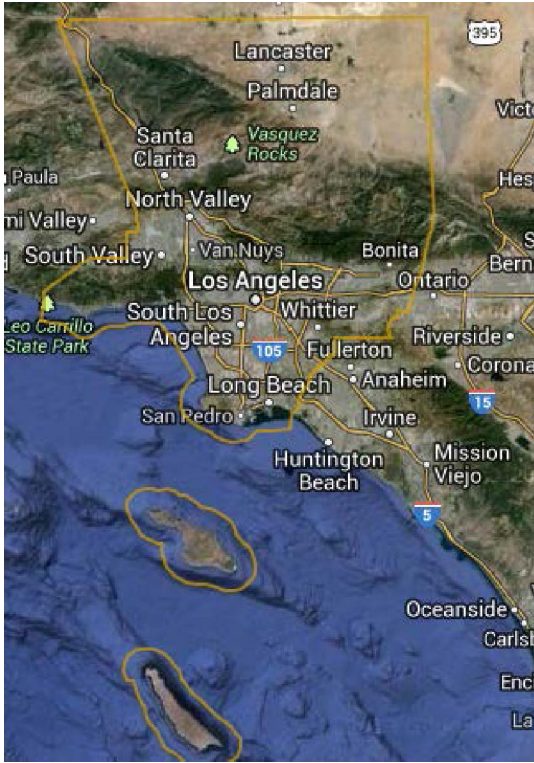 395
Lancaster
Palmdale
Victo
Vasquez
Rocks
Santa
Clarita
Paula
Hes
North Valley
mi Valley
South Valley
Van Nuys
Bonita
S
Bern
Los Angeles
Ontario
Leo Carrillo
State Park
South Los
Angeles
Whittier
Riverside
105
Fullerton
Corona
Anaheim
Long Beach
15
San Pedro
Irvine
Huntington
Beach
Mission
Viejo
5
Oceanside
Carlsb
Enci
La